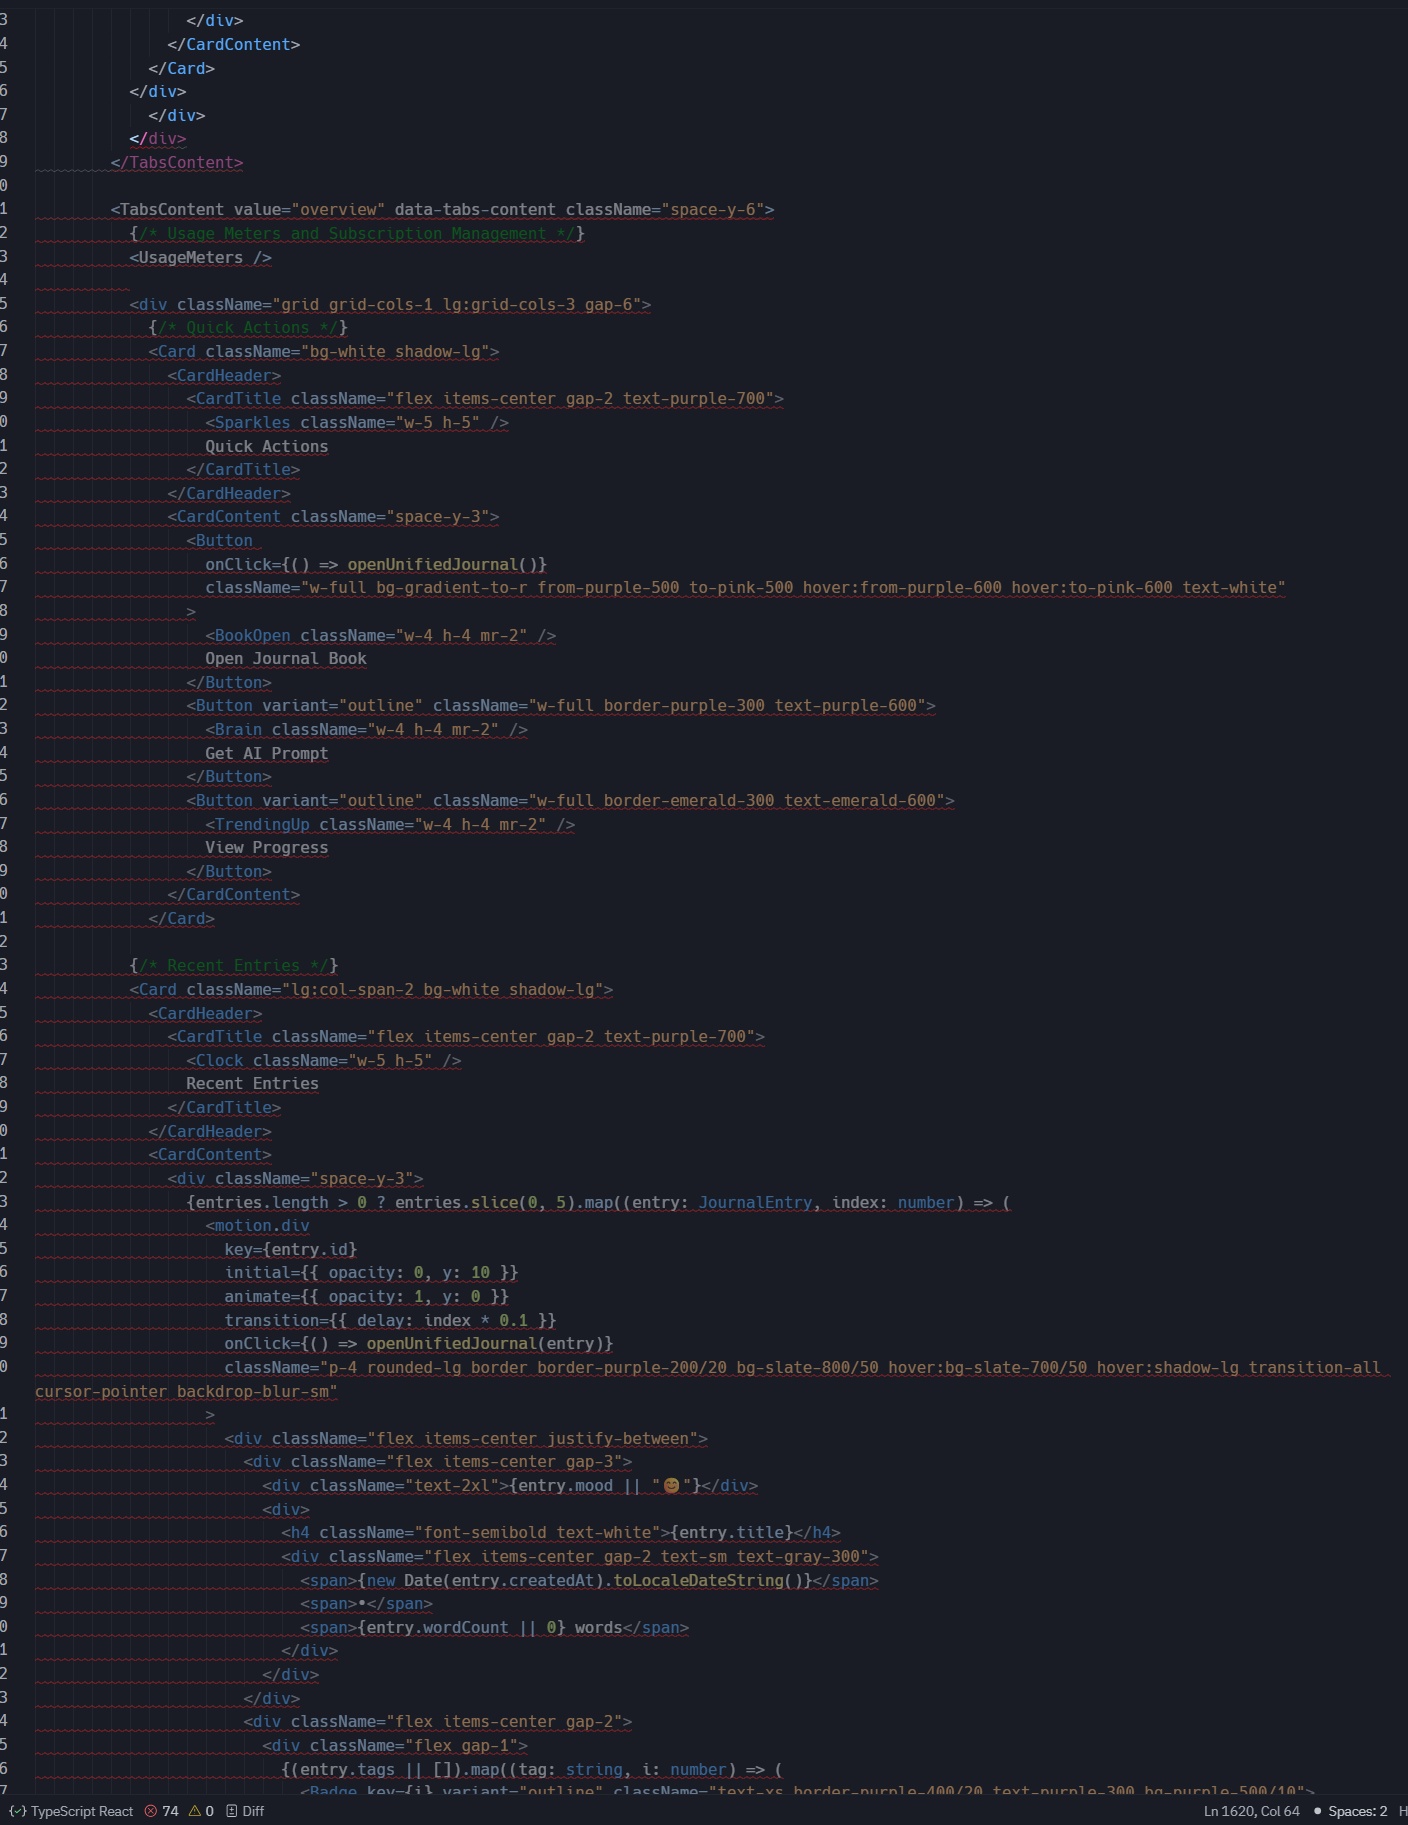 3 </div>
4 </CardContent>
5 </Card>
6 </div>
7 </div>
8 </div>
9 </TabsContent>
0
1 <TabsContent value="overview" data-tabs-content className="space-y-6">
2 {/* Usage Meters and Subscription Management */}
3 <UsageMeters />
4
5 <div className="grid grid-cols-1 lg:grid-cols-3 gap-6">
6 {/* Quick Actions */}
7 <Card className="bg-white shadow-lg">
8 <CardHeader>
9 <CardTitle className="flex items-center gap-2 text-purple-700">
0 <Sparkles className="w-5 h-5" />
1 Quick Actions
2 </CardTitle>
3 </CardHeader>
4 <CardContent className="space-y-3">
5 <Button
6 onClick={() => openUnifiedJournal()}
7 className="w-full bg-gradient-to-r from-purple-500 to-pink-500 hover:from-purple-600 hover:to-pink-600 text-white"
8 >
9 <BookOpen className="w-4 h-4 mr-2" />
0 Open Journal Book
1 </Button>
2 <Button variant="outline" className="w-full border-purple-300 text-purple-600">
3 <Brain className="w-4 h-4 mr-2" />
4 Get AI Prompt
5 </Button>
6 <Button variant="outline" className="w-full border-emerald-300 text-emerald-600">
7 <TrendingUp className="w-4 h-4 mr-2" />
8 View Progress
9 </Button>
0 </CardContent>
1 </Card>
2
3 {/* Recent Entries */}
4 <Card className="lg:col-span-2 bg-white shadow-lg">
5 <CardHeader>
6 <CardTitle className="flex items-center gap-2 text-purple-700">
7 <Clock className="w-5 h-5" />
8 Recent Entries
9 </CardTitle>
0 </CardHeader>
1 <CardContent>
2 <div className="space-y-3">
3 {entries.length > 0 ? entries.slice(0, 5).map((entry: JournalEntry, index: number) => (
4 <motion.div
5 key={entry.id}
6 initial={{ opacity: 0, y: 10 }}
7 animate={{ opacity: 1, y: 0 }}
8 transition={{ delay: index * 0.1 }}
9 onClick={() => openUnifiedJournal(entry)}
0 className="p-4 rounded-lg border border-purple-200/20 bg-slate-800/50 hover:bg-slate-700/50 hover:shadow-lg transition-all
cursor-pointer backdrop-blur-sm"
1 >
2 <div className="flex items-center justify-between">
3 <div className="flex items-center gap-3">
4 <div className="text-2xl">{entry.mood || "😊"}</div>
5 <div>
6 <h4 className="font-semibold text-white">{entry.title}</h4>
7 <div className="flex items-center gap-2 text-sm text-gray-300">
8 <span>{new Date(entry.createdAt).toLocaleDateString()}</span>
9 <span>•</span>
0 <span>{entry.wordCount || 0} words</span>
1 </div>
2 </div>
3 </div>
4 <div className="flex items-center gap-2">
5 <div className="flex gap-1">
6 {(entry.tags || []).map((tag: string, i: number) => (
7 <Badge key={i} variant="outline" className="text-xs border-purple-400/20 text-purple-300 bg-purple-500/10">
{} TypeScript React 74 0 Diff Ln 1620, Col 64 Spaces: 2 H